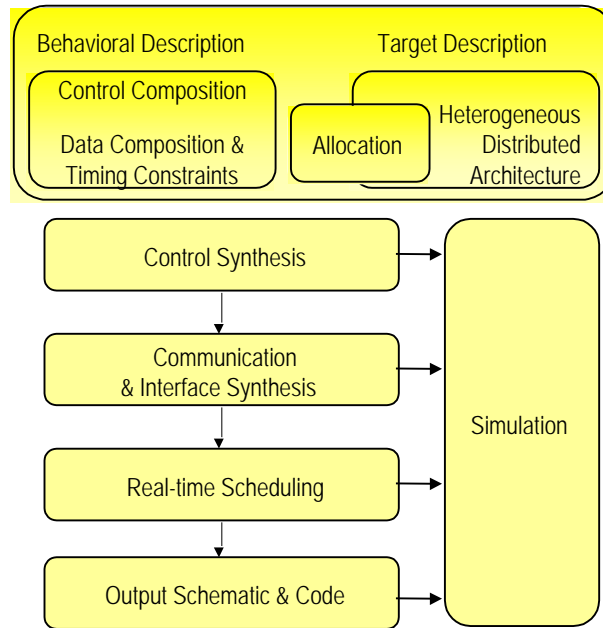 Behavioral Description
Target Description
Control Composition
Data Composition &
Timing Constraints
Allocation
Heterogeneous
Distributed
Architecture
Control Synthesis
Communication
& Interface Synthesis
Real-time Scheduling
Output Schematic & Code
Simulation